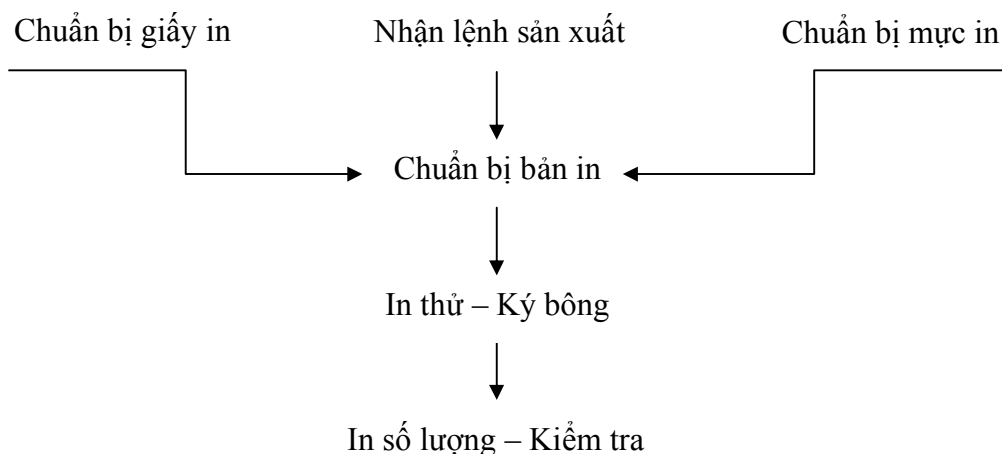 Chuẩn bị giấy in
Nhận lệnh sản xuất
Chuẩn bị mực in
Chuẩn bị bản in
In thử – Ký bông
In số lượng – Kiểm tra